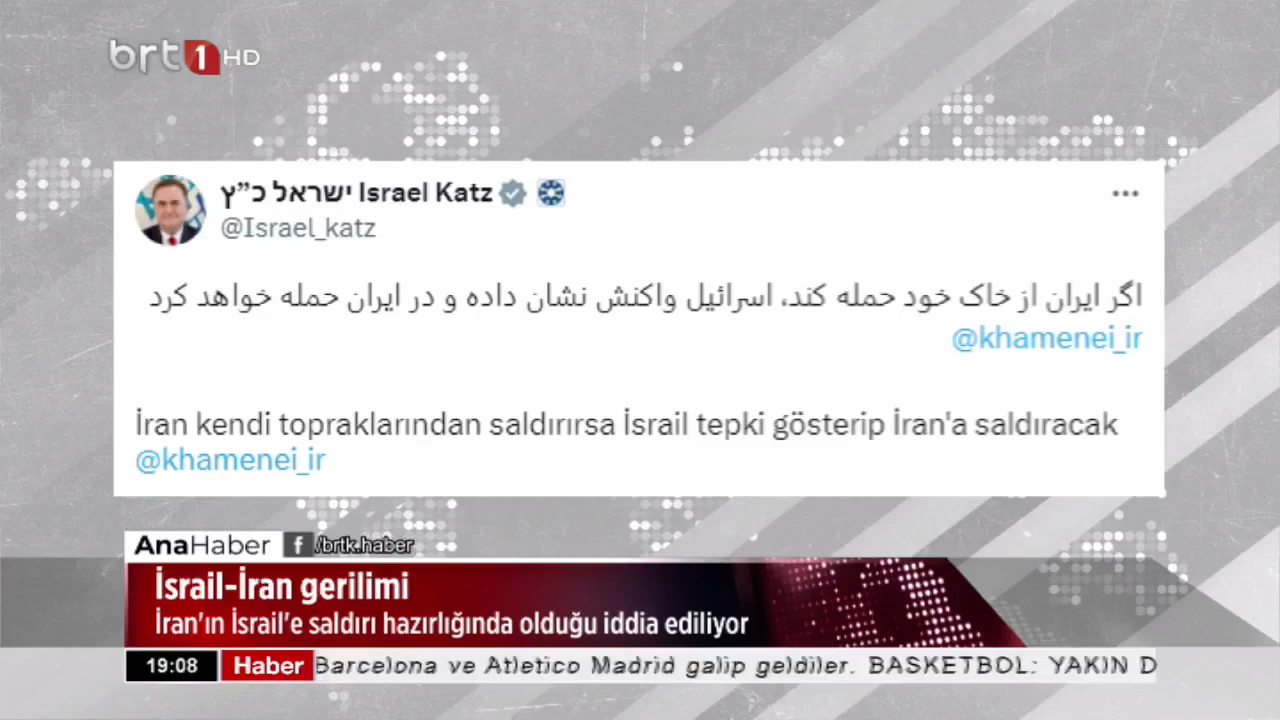 brt 1 HD
ישראל כ”ץ Israel Katz
@Israel_katz
اگر ایران از خاک خود حمله کند، اسرائیل واکنش نشان داده و در ایران حمله خواهد کرد
@khamenei_ir
İran kendi topraklarından saldırırsa İsrail tepki gösterip İran'a saldıracak
@khamenei_ir
AnaHaber f /brtk.haber
İsrail-İran gerilimi
İran'ın İsrail'e saldırı hazırlığında olduğu iddia ediliyor
19:08 Haber Barcelona ve Atletico Madrid galip geldiler. BASKETBOL: YAKIN D